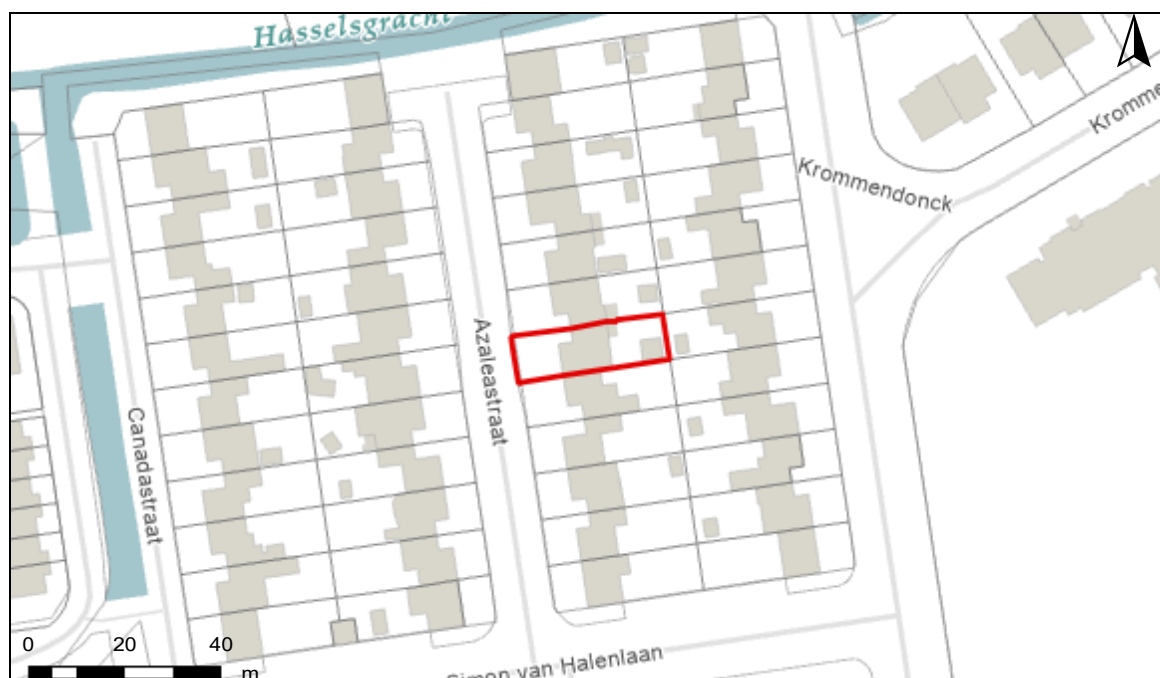 Hasselsgracht
Kromme
Krommendonck
Azaleastraat
Canadastraat
Simon van Halenlaan
0 20 40
m